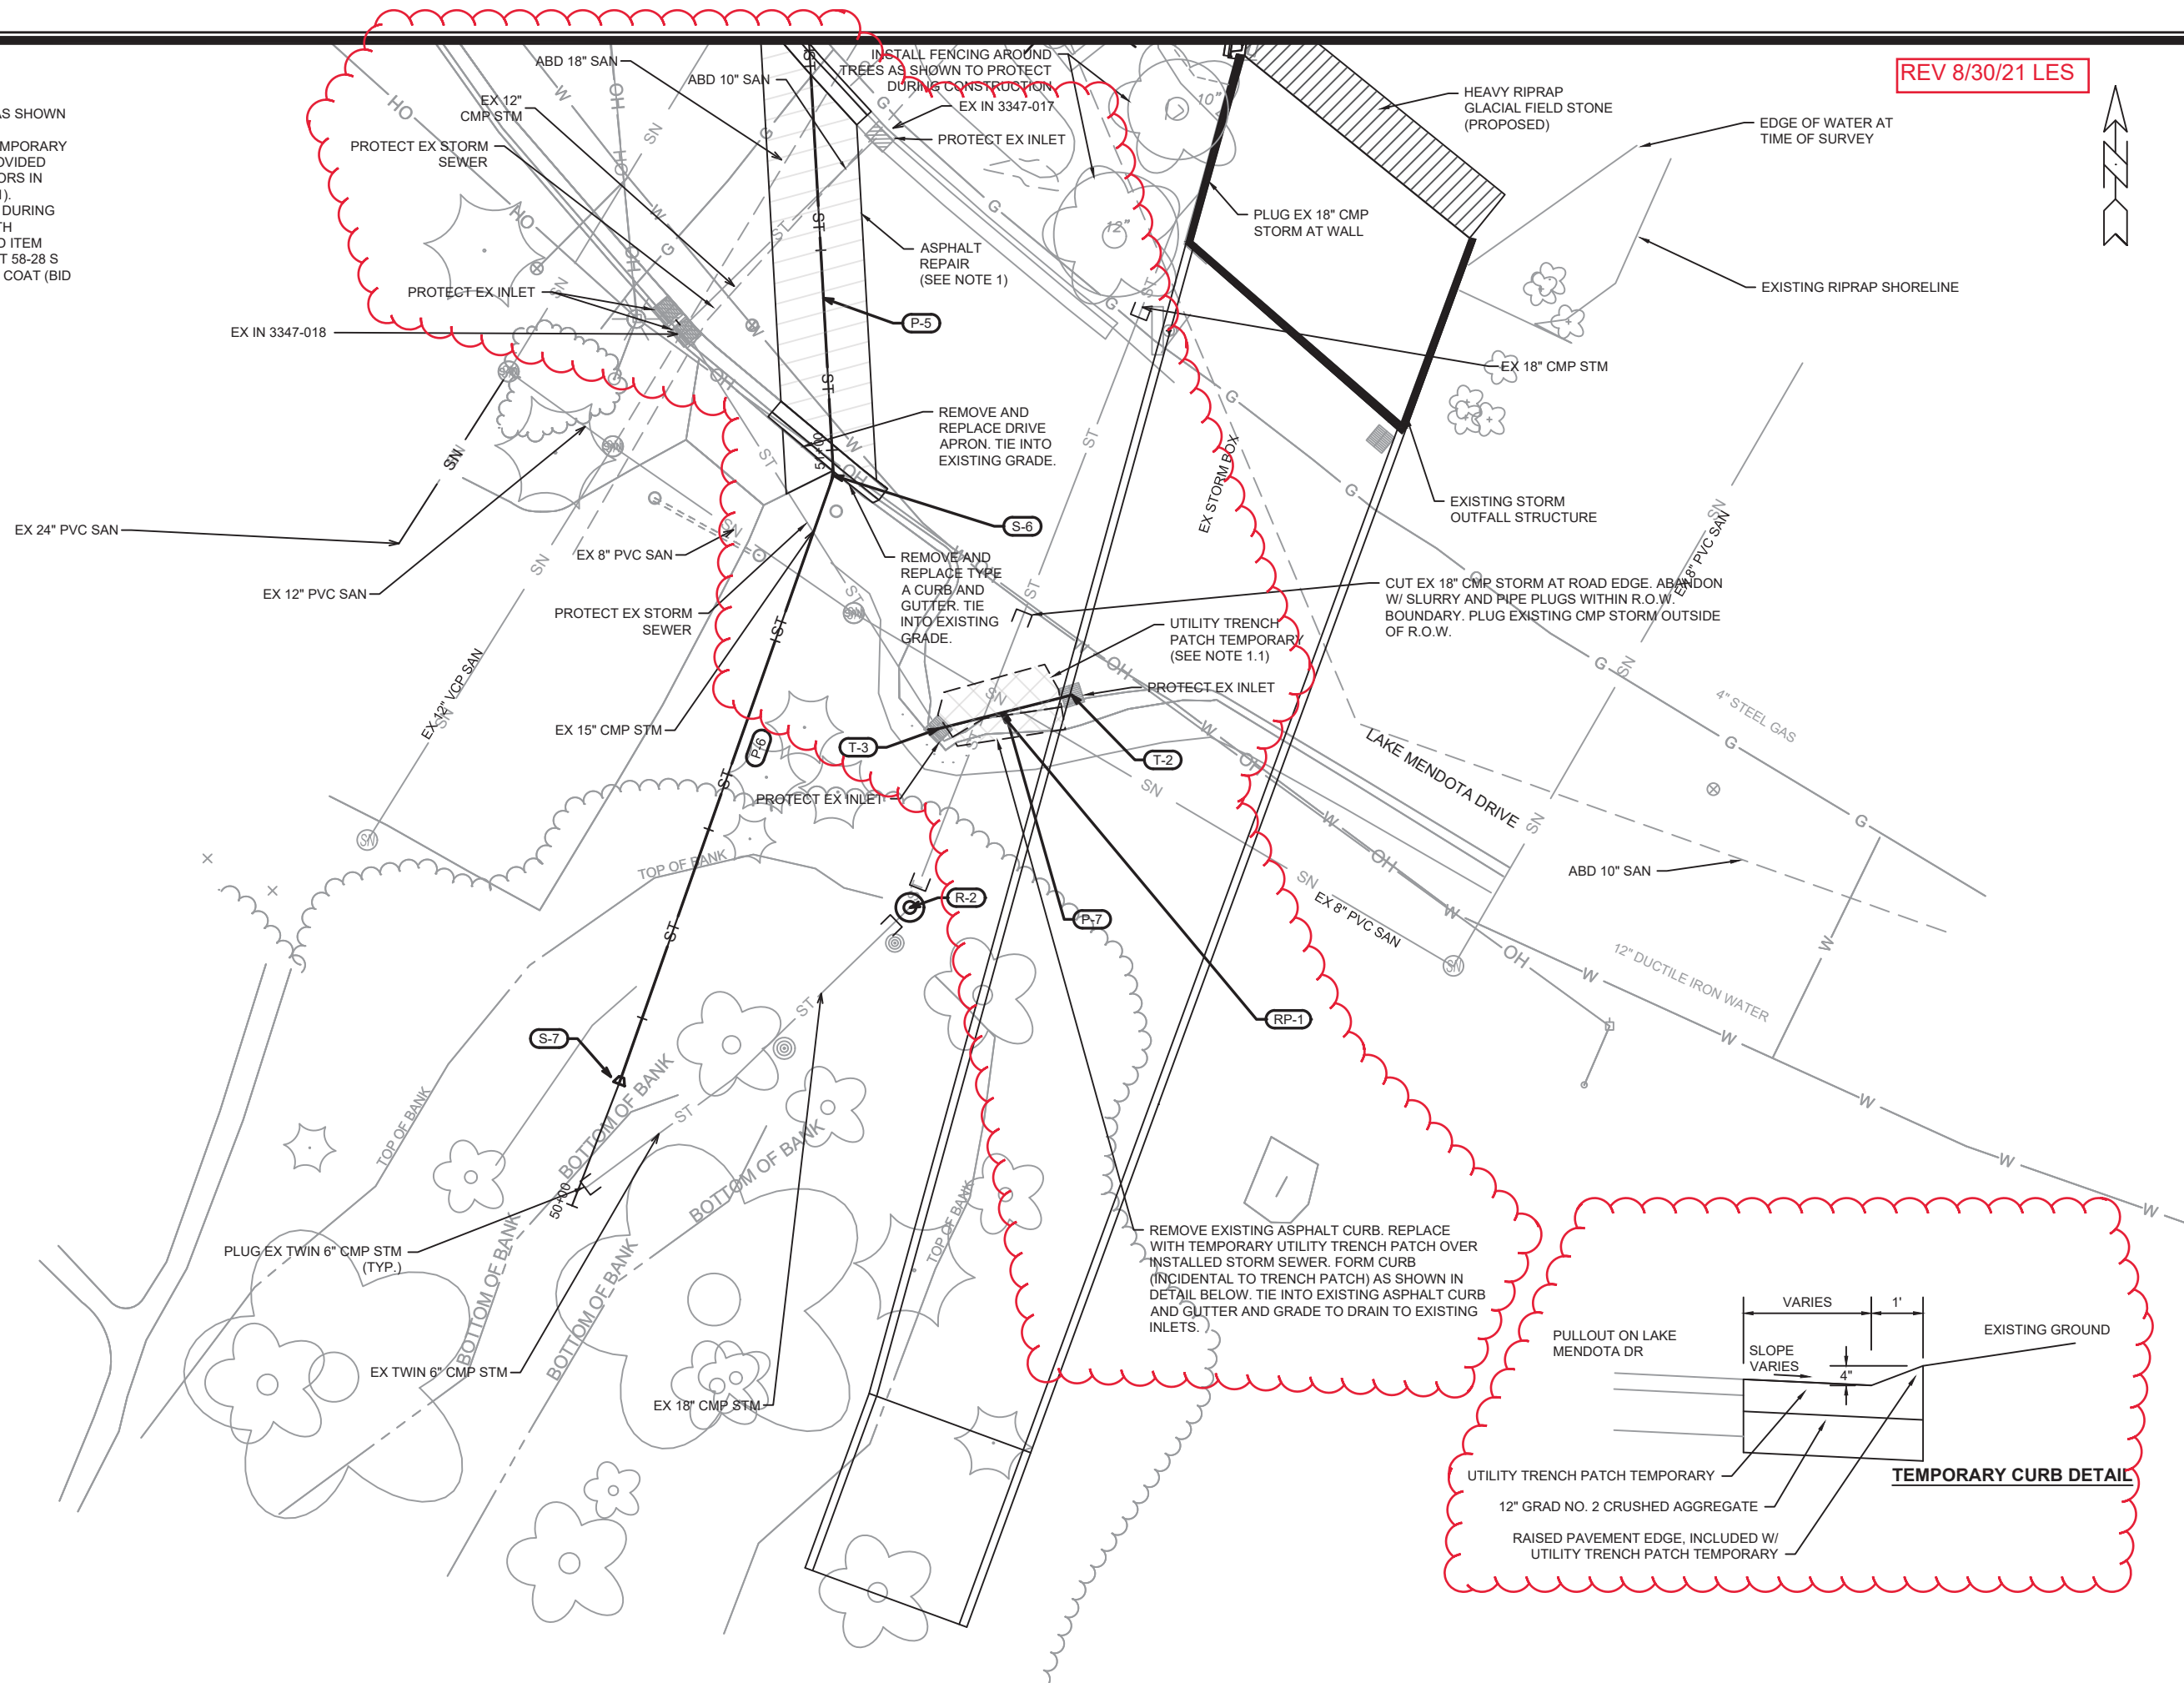 REV 8/30/21 LES
AS SHOWN
MPORARY
OVIDED
ORS IN
DURING
TH
D ITEM
T 58-28 S
COAT (BID
ABD 18" SAN
ABD 10" SAN
INSTALL FENCING AROUND
TREES AS SHOWN TO PROTECT
DURING CONSTRUCTION
EX 12"
CMP STM
EX IN 3347-017
PROTECT EX INLET
PROTECT EX STORM
SEWER
HEAVY RIPRAP
GLACIAL FIELD STONE
(PROPOSED)
EDGE OF WATER AT
TIME OF SURVEY
10"
12"
PLUG EX 18" CMP
STORM AT WALL
ASPHALT
REPAIR
(SEE NOTE 1)
EXISTING RIPRAP SHORELINE
PROTECT EX INLET
EX IN 3347-018
P-5
EX 18" CMP STM
REMOVE AND
REPLACE DRIVE
APRON. TIE INTO
EXISTING GRADE.
51+00
EX STORM BOX
EXISTING STORM
OUTFALL STRUCTURE
S-6
EX 24" PVC SAN
EX 8" PVC SAN
EX 12" PVC SAN
REMOVE AND
REPLACE TYPE
A CURB AND
GUTTER. TIE
INTO EXISTING
GRADE.
EX 8" PVC SAN
CUT EX 18" CMP STORM AT ROAD EDGE. ABANDON
W/ SLURRY AND PIPE PLUGS WITHIN R.O.W.
BOUNDARY. PLUG EXISTING CMP STORM OUTSIDE
OF R.O.W.
PROTECT EX STORM
SEWER
UTILITY TRENCH
PATCH TEMPORARY
(SEE NOTE 1.1)
PROTECT EX INLET
EX 12" VCP SAN
EX 15" CMP STM
P-6
T-3
T-2
4" STEEL GAS
LAKE MENDOTA DRIVE
PROTECT EX INLET
TOP OF BANK
ABD 10" SAN
R-2
P-7
EX 8" PVC SAN
12" DUCTILE IRON WATER
RP-1
S-7
TOP OF BANK
BOTTOM OF BANK
BOTTOM OF BANK
50+00
TOP OF BANK
PLUG EX TWIN 6" CMP STM
(TYP.)
BOTTOM OF BANK
BOTTOM OF BANK
REMOVE EXISTING ASPHALT CURB. REPLACE
WITH TEMPORARY UTILITY TRENCH PATCH OVER
INSTALLED STORM SEWER. FORM CURB
(INCIDENTAL TO TRENCH PATCH) AS SHOWN IN
DETAIL BELOW. TIE INTO EXISTING ASPHALT CURB
AND GUTTER AND GRADE TO DRAIN TO EXISTING
INLETS.
EX TWIN 6" CMP STM
EX 18" CMP STM
VARIES
1'
PULLOUT ON LAKE
MENDOTA DR
SLOPE
VARIES
4"
EXISTING GROUND
UTILITY TRENCH PATCH TEMPORARY
TEMPORARY CURB DETAIL
12" GRAD NO. 2 CRUSHED AGGREGATE
RAISED PAVEMENT EDGE, INCLUDED W/
UTILITY TRENCH PATCH TEMPORARY